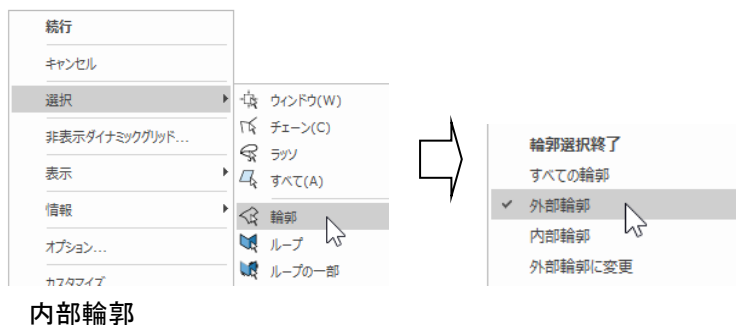 続行
キャンセル
選択
非表示ダイナミックグリッド...
表示
情報
オプション...
カスタマイズ
ウィンドウ(W)
チェーン(C)
ラッソ
すべて(A)
輪郭
ループ
ループの一部
輪郭選択終了
すべての輪郭
外部輪郭
内部輪郭
外部輪郭に変更
内部輪郭